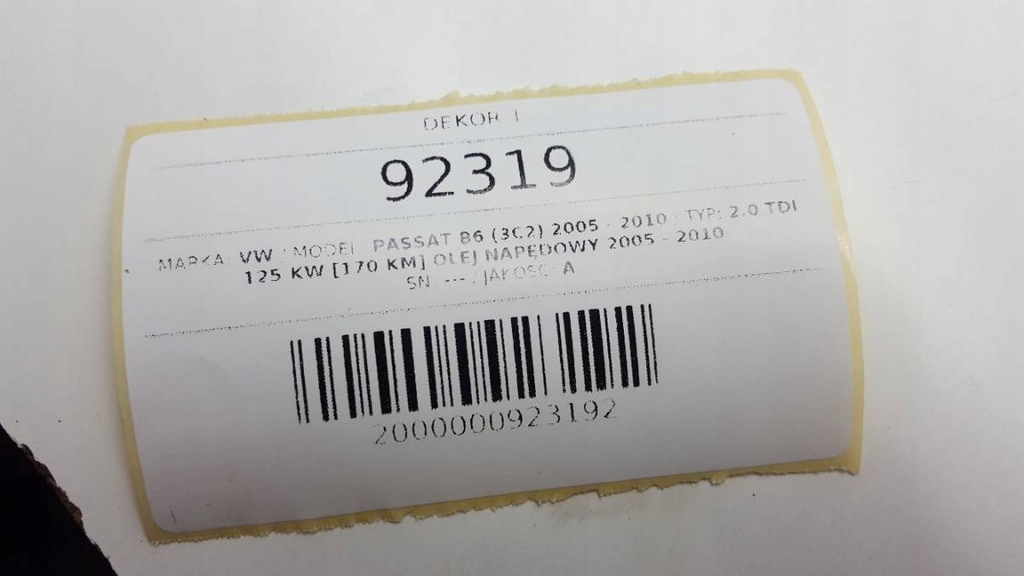 DEKOR I
92319
MARKA: VW / MODEL: PASSAT B6 (3C2) 2005 - 2010 / TYP: 2.0 TDI
125 KW [170 KM] OLEJ NAPĘDOWY 2005 - 2010
SN: --- / JAKOŚĆ: A
2000000923192